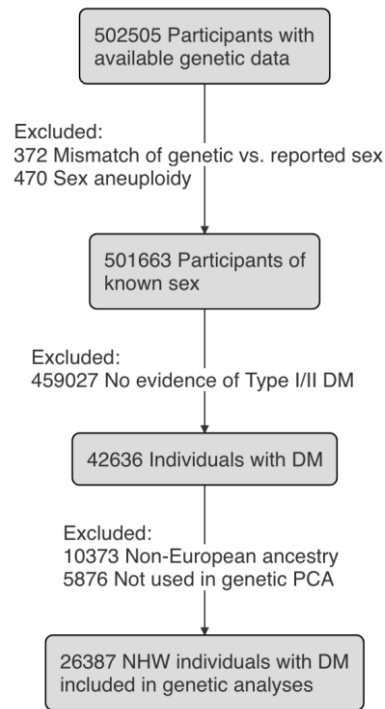 502505 Participants with
available genetic data
Excluded:
372 Mismatch of genetic vs. reported sex
470 Sex aneuploidy
501663 Participants of
known sex
Excluded:
459027 No evidence of Type I/II DM
42636 Individuals with DM
Excluded:
10373 Non-European ancestry
5876 Not used in genetic PCA
26387 NHW individuals with DM
included in genetic analyses